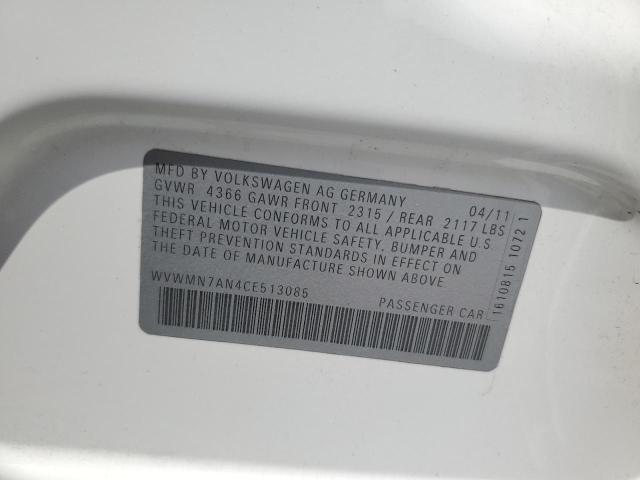 MFD BY VOLKSWAGEN AG GERMANY 04/11
GVWR 4366 GAWR FRONT 2315 / REAR 2117 LBS
THIS VEHICLE CONFORMS TO ALL APPLICABLE U.S
FEDERAL MOTOR VEHICLE SAFETY, BUMPER AND
THEFT PREVENTION STANDARDS IN EFFECT ON
THE DATE OF MANUFACTURE SHOWN ABOVE.
WVWMN7AN4CE513085 PASSENGER CAR
1610815 1072 1